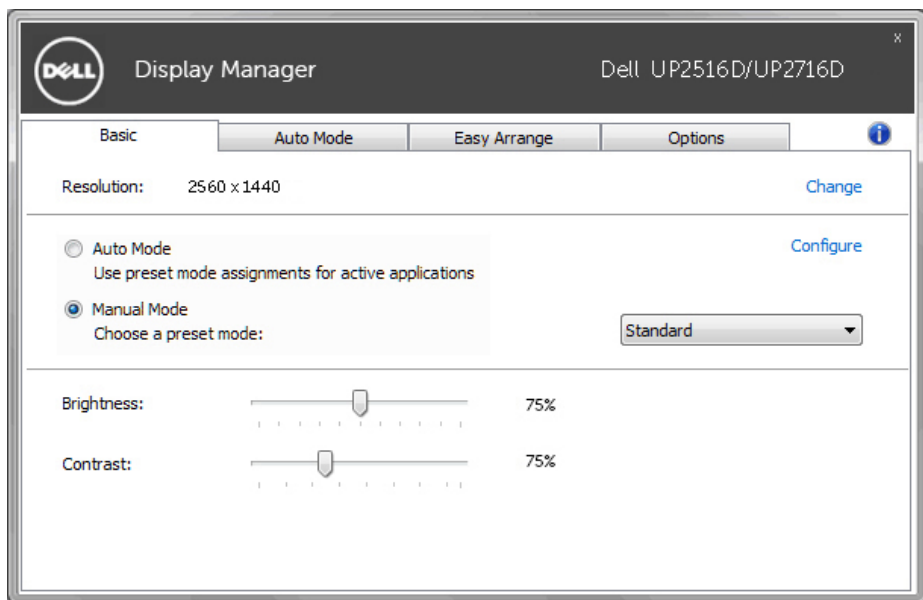 DELL
Display Manager
Dell UP2516D/UP2716D
x
Basic
Auto Mode
Easy Arrange
Options
i
Resolution: 2560 x 1440
Change
Auto Mode
Configure
Use preset mode assignments for active applications
Manual Mode
Choose a preset mode:
Standard
Brightness: 75%
Contrast: 75%